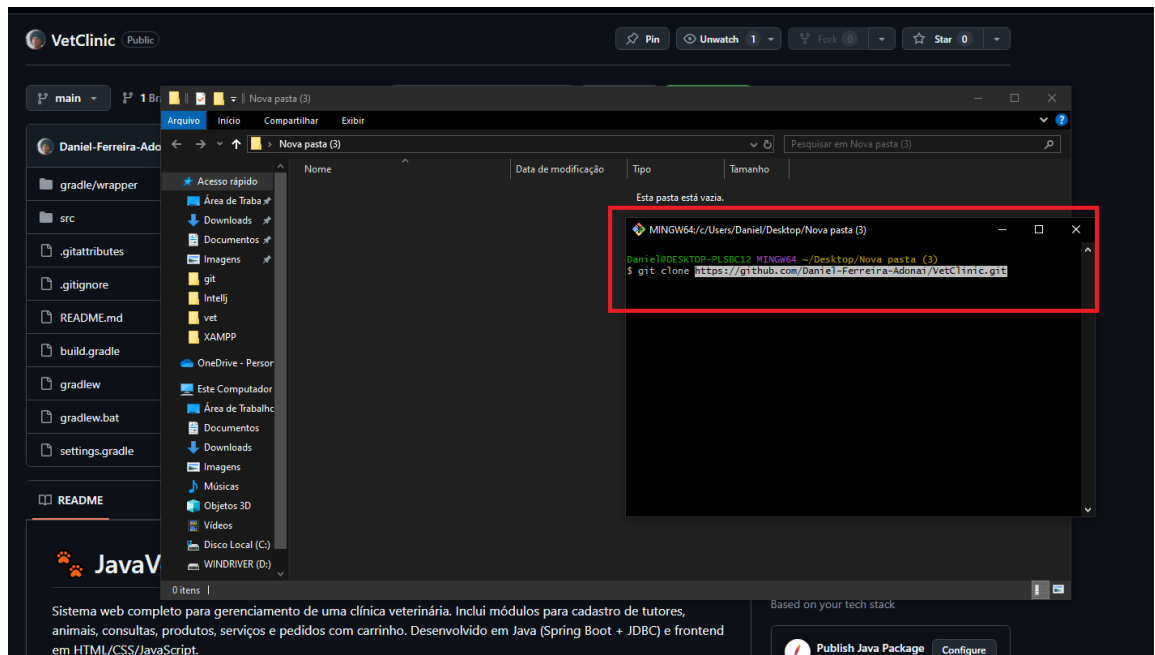 VetClinic Public
Pin Unwatch 1 Fork 0 Star 0
main 1 Br
Nova pasta (3)
Arquivo Início Compartilhar Exibir
Daniel-Ferreira-Ado
Nova pasta (3) Pesquisar em Nova pasta (3)
Nome Data de modificação Tipo Tamanho
Esta pasta está vazia.
gradle/wrapper
src
.gitattributes
.gitignore
README.md
build.gradle
gradlew
gradlew.bat
settings.gradle
README
Acesso rápido
Área de Traba
Downloads
Documentos
Imagens
git
Intellj
vet
XAMPP
OneDrive - Person
Este Computador
Área de Trabalho
Documentos
Downloads
Imagens
Músicas
Objetos 3D
Vídeos
Disco Local (C:)
WINDRIVER (D:)
0 itens
MINGW64:/c/Users/Daniel/Desktop/Nova pasta (3)
Daniel@DESKTOP-PLSBC12 MINGW64 ~/Desktop/Nova pasta (3)
$ git clone https://github.com/Daniel-Ferreira-Adonai/VetClinic.git
JavaV
Sistema web completo para gerenciamento de uma clínica veterinária. Inclui módulos para cadastro de tutores,
animais, consultas, produtos, serviços e pedidos com carrinho. Desenvolvido em Java (Spring Boot + JDBC) e frontend
em HTML/CSS/JavaScript.
Based on your tech stack
Publish Java Package Configure